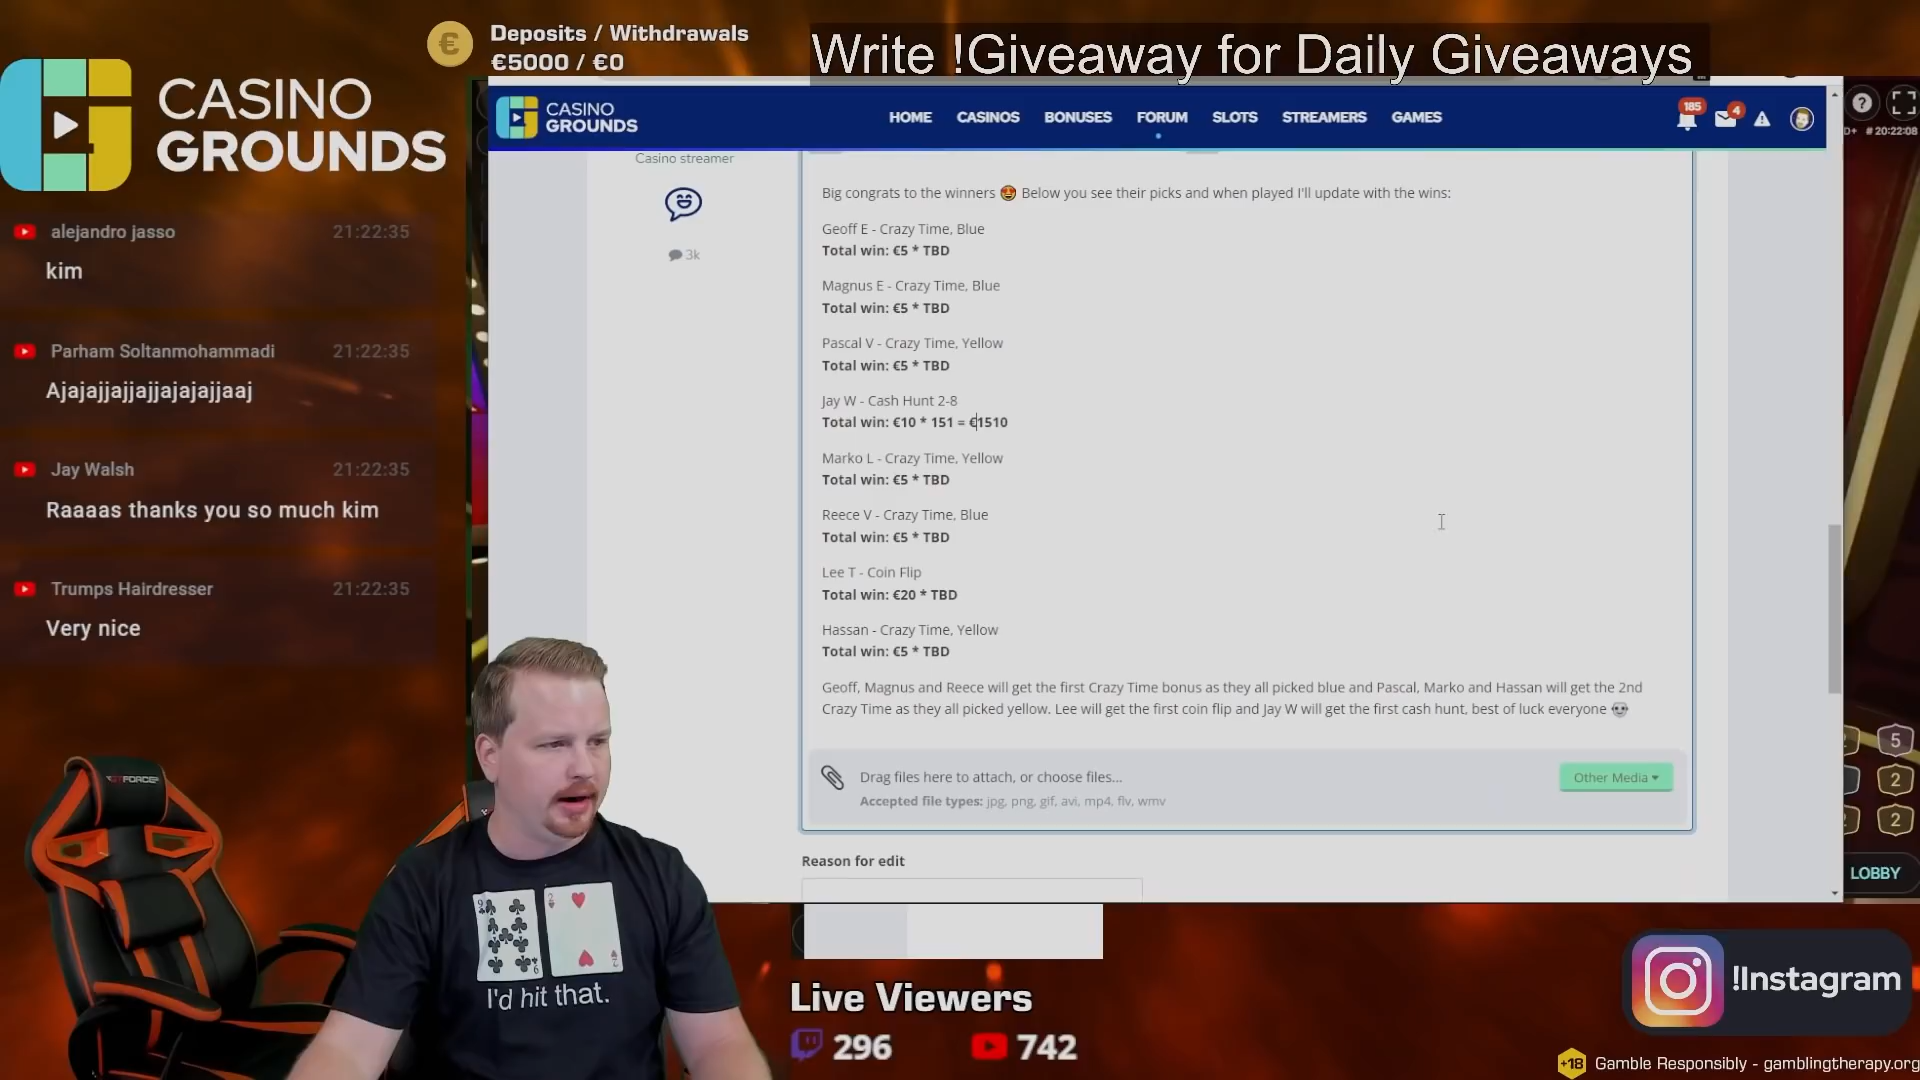 Deposits / Withdrawals
€5000 / €0
Write !Giveaway for Daily Giveaways
CASINO
GROUNDS
CASINO
GROUNDS
HOME
CASINOS
BONUSES
FORUM
SLOTS
STREAMERS
GAMES
185
4
# 20:22:08
Casino streamer
3k
Big congrats to the winners 😍 Below you see their picks and when played I'll update with the wins:
Geoff E - Crazy Time, Blue
Total win: €5 * TBD
Magnus E - Crazy Time, Blue
Total win: €5 * TBD
Pascal V - Crazy Time, Yellow
Total win: €5 * TBD
Jay W - Cash Hunt 2-8
Total win: €10 * 151 = €1510
Marko L - Crazy Time, Yellow
Total win: €5 * TBD
Reece V - Crazy Time, Blue
Total win: €5 * TBD
Lee T - Coin Flip
Total win: €20 * TBD
Hassan - Crazy Time, Yellow
Total win: €5 * TBD
Geoff, Magnus and Reece will get the first Crazy Time bonus as they all picked blue and Pascal, Marko and Hassan will get the 2nd
Crazy Time as they all picked yellow. Lee will get the first coin flip and Jay W will get the first cash hunt, best of luck everyone
Drag files here to attach, or choose files...
Accepted file types: jpg, png, gif, avi, mp4, flv, wmv
Other Media
Reason for edit
alejandro jasso 21:22:35
kim
Parham Soltanmohammadi 21:22:35
Ajajajjajjajjajajajjaaj
Jay Walsh 21:22:35
Raaaas thanks you so much kim
Trumps Hairdresser 21:22:35
Very nice
5
2
2
LOBBY
GTFORCE
I'd hit that.
Live Viewers
296
742
!Instagram
+18 Gamble Responsibly - gamblingtherapy.org